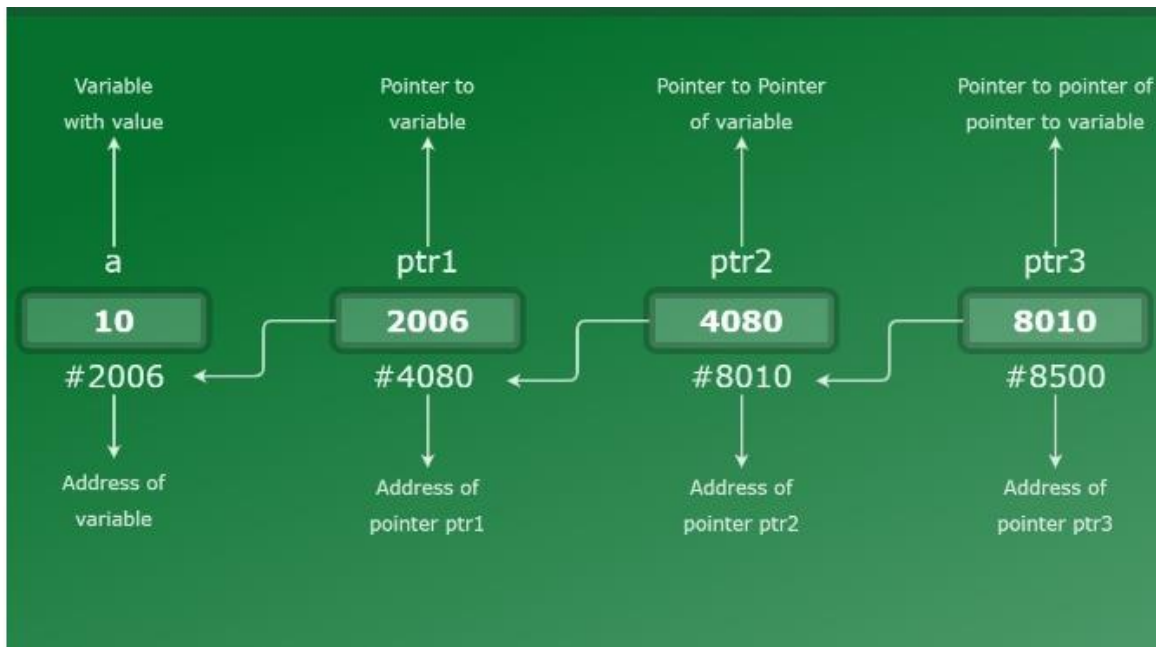 Variable
with value
Pointer to
variable
Pointer to Pointer
of variable
Pointer to pointer of
pointer to variable
a
ptr1
ptr2
ptr3
10
2006
4080
8010
#2006
#4080
#8010
#8500
Address of
variable
Address of
pointer ptr1
Address of
pointer ptr2
Address of
pointer ptr3